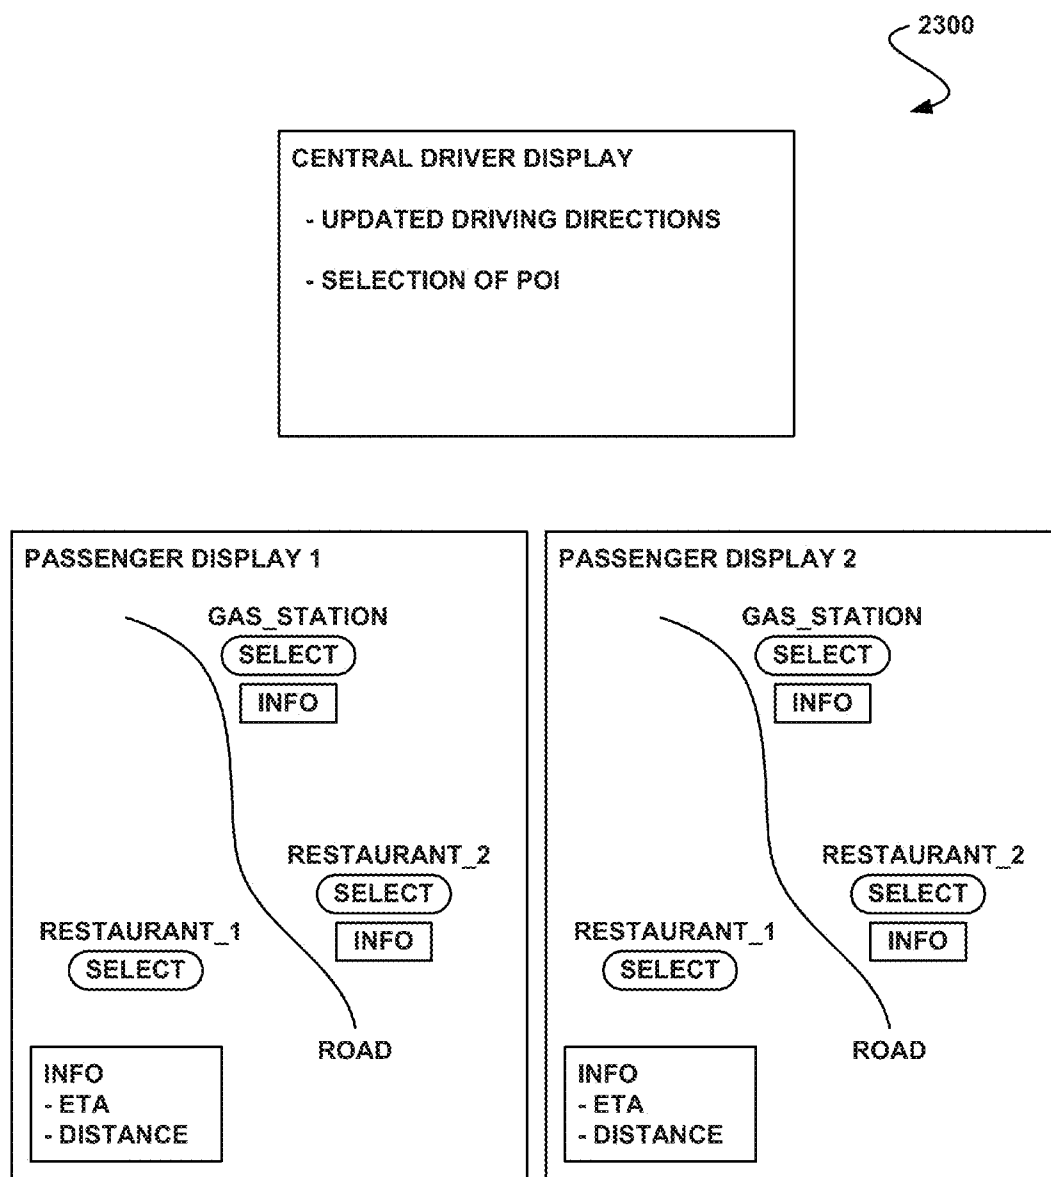 2300
CENTRAL DRIVER DISPLAY
- UPDATED DRIVING DIRECTIONS
- SELECTION OF POI
PASSENGER DISPLAY 1
GAS_STATION
SELECT
INFO
RESTAURANT_2
SELECT
INFO
RESTAURANT_1
SELECT
ROAD
INFO
- ETA
- DISTANCE
PASSENGER DISPLAY 2
GAS_STATION
SELECT
INFO
RESTAURANT_2
SELECT
INFO
RESTAURANT_1
SELECT
ROAD
INFO
- ETA
- DISTANCE